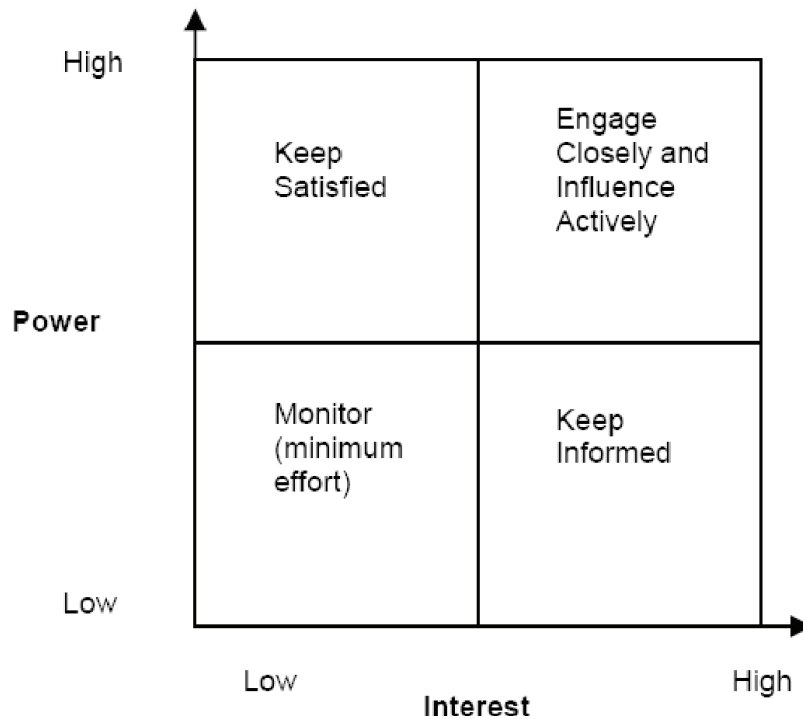 High
Keep
Satisfied
Engage
Closely and
Influence
Actively
Power
Monitor
(minimum
effort)
Keep
Informed
Low
Low
High
Interest